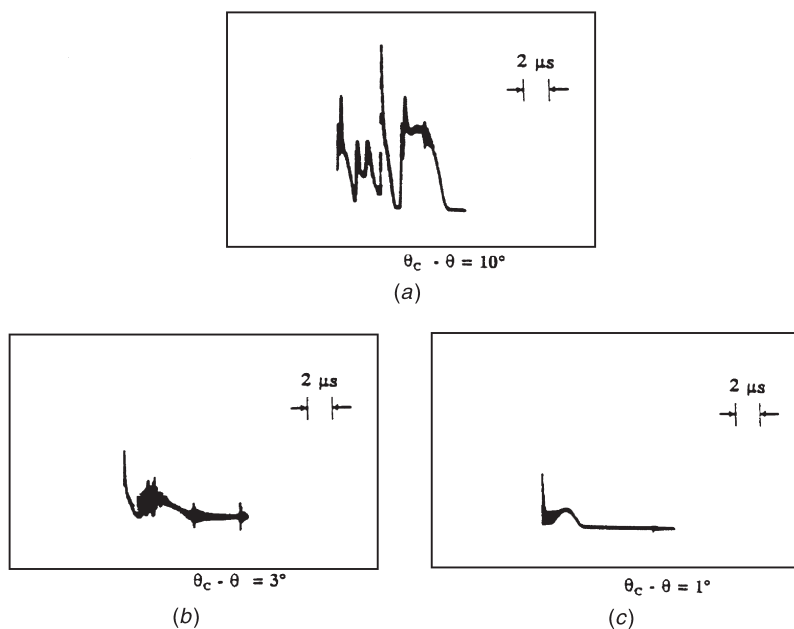 2 μs
θc - θ = 10°
(a)
2 μs
2 μs
θc - θ = 3°
θc - θ = 1°
(b)
(c)